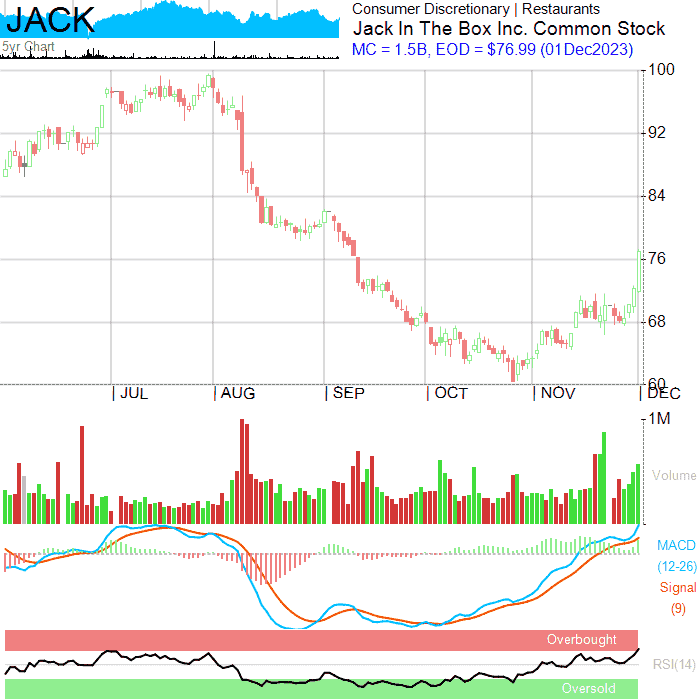 JACK
5yr Chart
Consumer Discretionary | Restaurants
Jack In The Box Inc. Common Stock
MC = 1.5B, EOD = $76.99 (01Dec2023)
100
92
84
76
68
60
| JUL | AUG | SEP | OCT | NOV | DEC
1M
Volume
MACD
(12-26)
Signal
(9)
Overbought
RSI(14)
Oversold